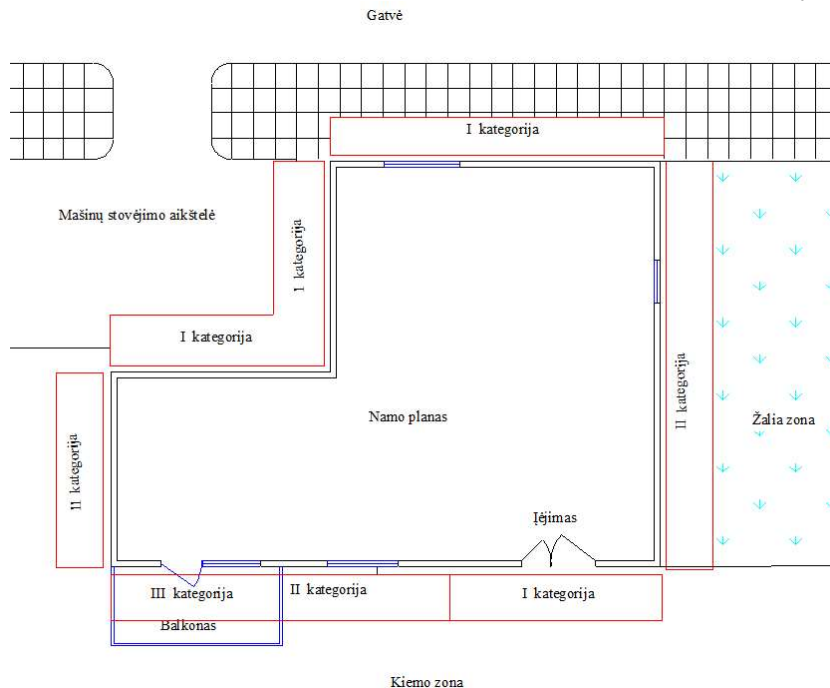 Gatvė
I kategorija
Mašinų stovėjimo aikštelė
I kategorija
I kategorija
II kategorija
Namo planas
Žalia zona
II kategorija
Įėjimas
III kategorija
II kategorija
I kategorija
Balkonas
Kiemo zona